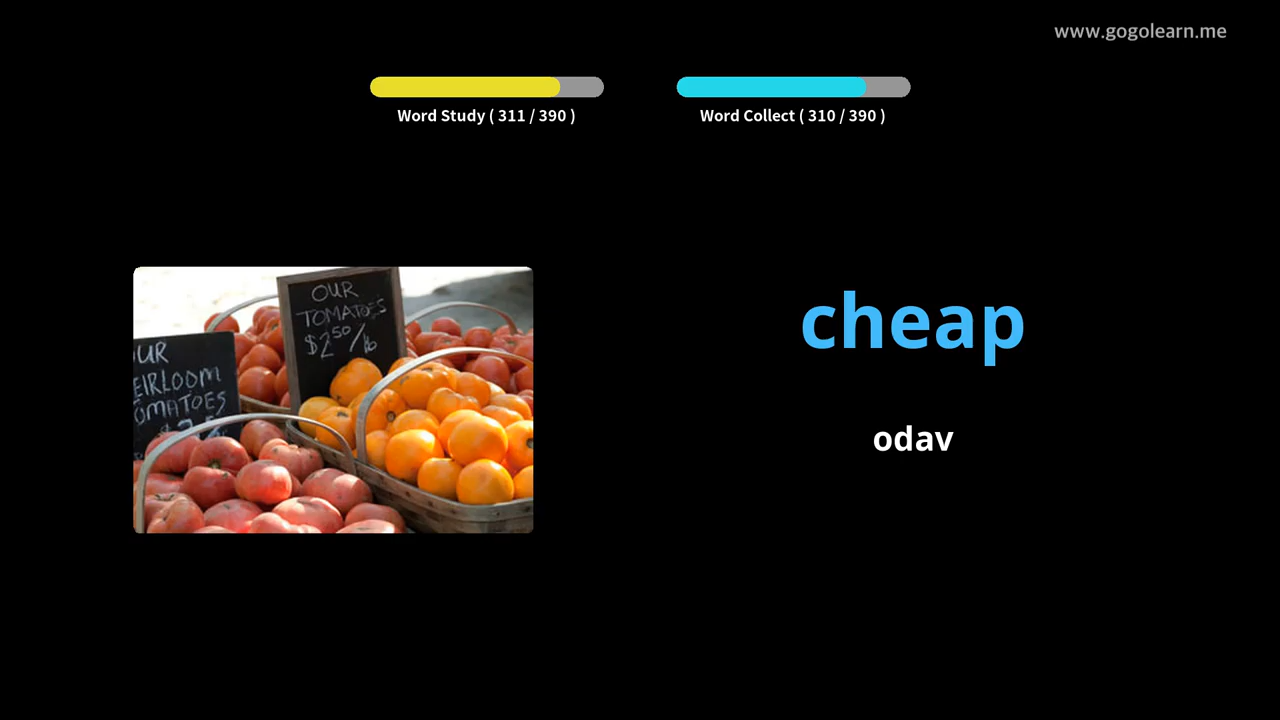 www.gogolearn.me
Word Study ( 311 / 390 )
Word Collect ( 310 / 390 )
OUR
TOMATOES
$2.50/lb
UR
EIRLOOM
OMATOES
cheap
odav